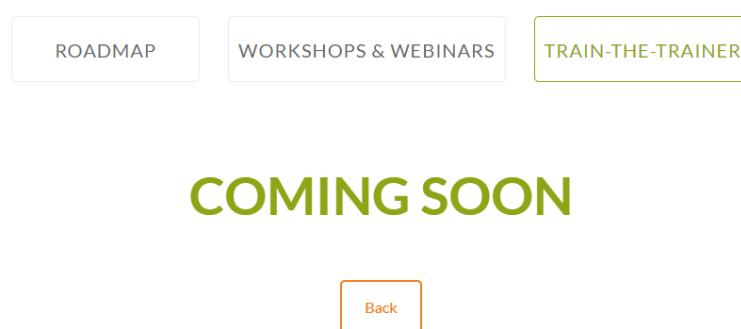 ROADMAP
WORKSHOPS & WEBINARS
TRAIN-THE-TRAINER
COMING SOON
Back